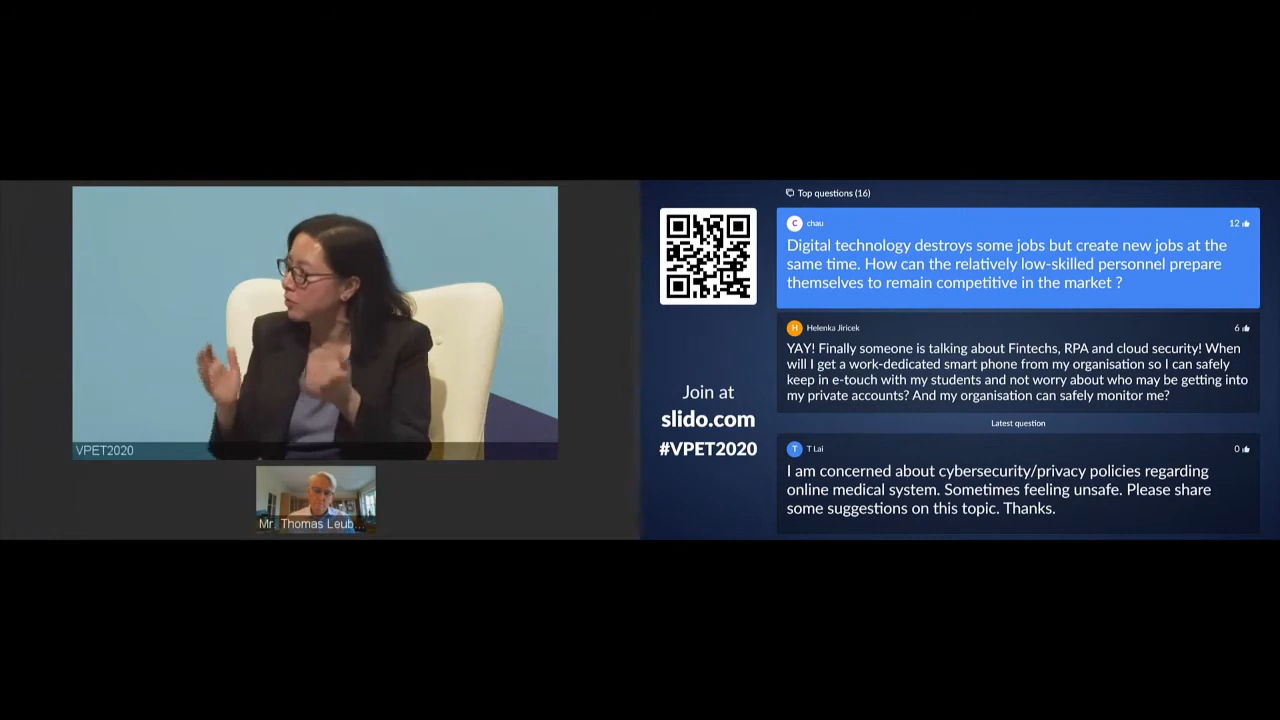 VPET2020
Mr. Thomas Leub...
Join at
slido.com
#VPET2020
Top questions (16)
C chau 12
Digital technology destroys some jobs but create new jobs at the
same time. How can the relatively low-skilled personnel prepare
themselves to remain competitive in the market ?
H Helenka Jiricek 6
YAY! Finally someone is talking about Fintechs, RPA and cloud security! When
will I get a work-dedicated smart phone from my organisation so I can safely
keep in e-touch with my students and not worry about who may be getting into
my private accounts? And my organisation can safely monitor me?
Latest question
T T Lai 0
I am concerned about cybersecurity/privacy policies regarding
online medical system. Sometimes feeling unsafe. Please share
some suggestions on this topic. Thanks.